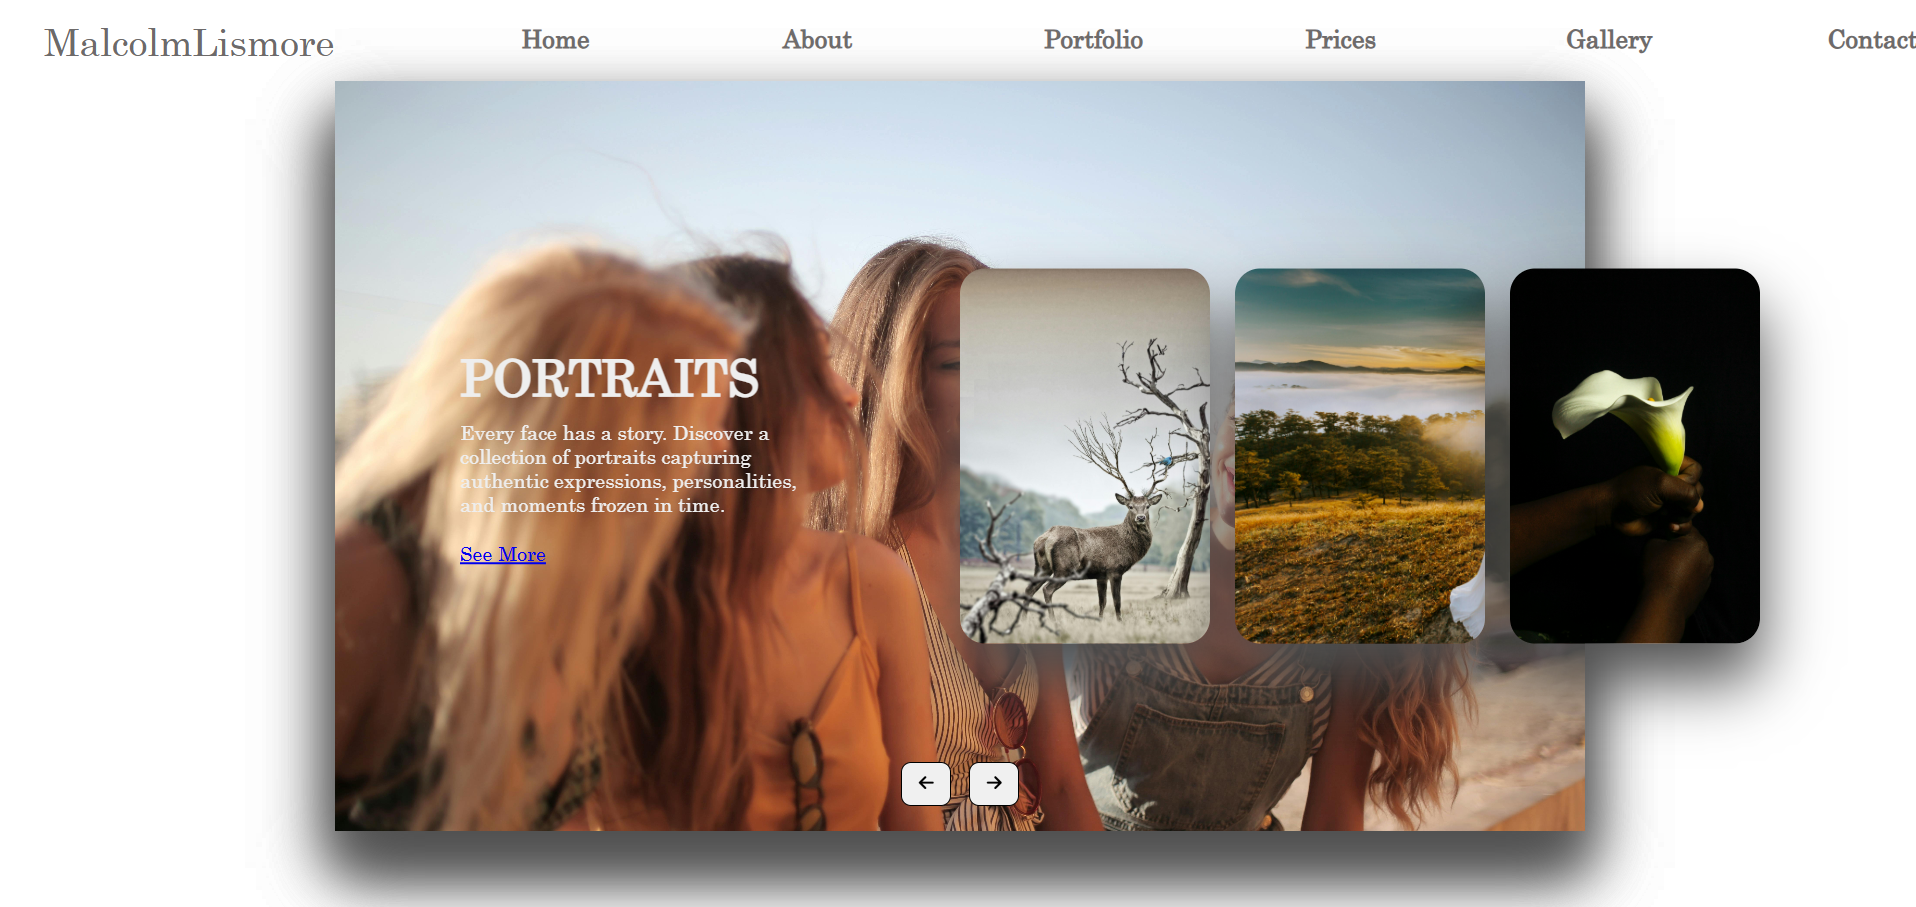 MalcolmLismore
Home
About
Portfolio
Prices
Gallery
Contact
PORTRAITS
Every face has a story. Discover a
collection of portraits capturing
authentic expressions, personalities,
and moments frozen in time.
See More